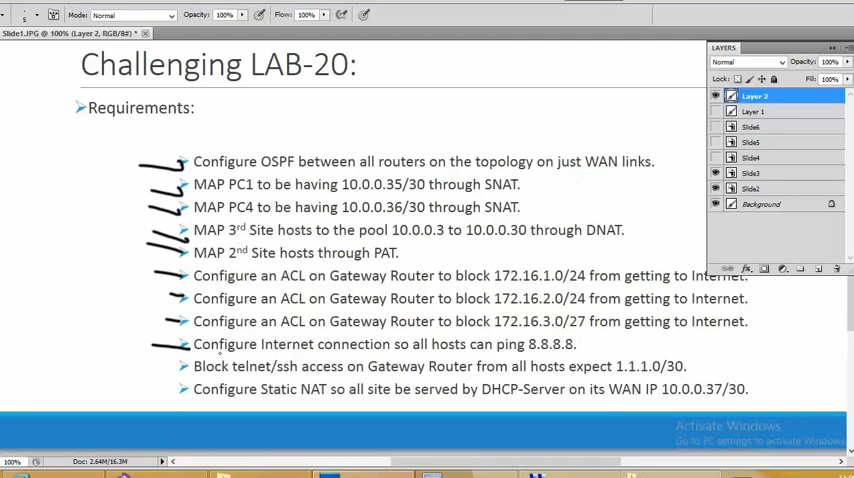 5
Mode: Normal
Opacity: 100%
Flow: 100%
Slide1.JPG @ 100% (Layer 2, RGB/8#) *
Challenging LAB-20:
Requirements:
Configure OSPF between all routers on the topology on just WAN links.
MAP PC1 to be having 10.0.0.35/30 through SNAT.
MAP PC4 to be having 10.0.0.36/30 through SNAT.
MAP 3rd Site hosts to the pool 10.0.0.3 to 10.0.0.30 through DNAT.
MAP 2nd Site hosts through PAT.
Configure an ACL on Gateway Router to block 172.16.1.0/24 from getting to Internet.
Configure an ACL on Gateway Router to block 172.16.2.0/24 from getting to Internet.
Configure an ACL on Gateway Router to block 172.16.3.0/27 from getting to Internet.
Configure Internet connection so all hosts can ping 8.8.8.8.
Block telnet/ssh access on Gateway Router from all hosts expect 1.1.1.0/30.
Configure Static NAT so all site be served by DHCP-Server on its WAN IP 10.0.0.37/30.
LAYERS
Normal
Opacity: 100%
Lock:
Fill: 100%
Layer 2
Layer 1
Slide6
Slide5
Slide4
Slide3
Slide2
Background
fx
Activate Windows
Go to PC settings to activate Windows.
100%
Doc: 2.64M/16.3M